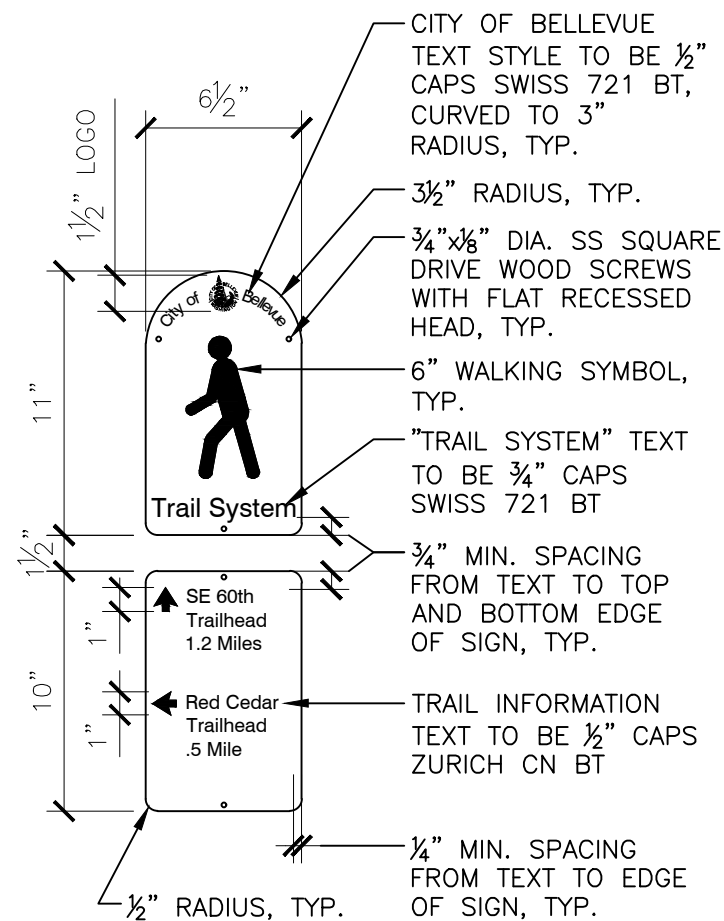 CITY OF BELLEVUE
TEXT STYLE TO BE ½"
CAPS SWISS 721 BT,
CURVED TO 3"
RADIUS, TYP.
6½"
1½" LOGO
3½" RADIUS, TYP.
¾"x⅛" DIA. SS SQUARE
DRIVE WOOD SCREWS
WITH FLAT RECESSED
HEAD, TYP.
City of Bellevue
11"
6" WALKING SYMBOL,
TYP.
"TRAIL SYSTEM" TEXT
TO BE ¾" CAPS
SWISS 721 BT
Trail System
1½"
¾" MIN. SPACING
FROM TEXT TO TOP
AND BOTTOM EDGE
OF SIGN, TYP.
SE 60th
Trailhead
1.2 Miles
1"
10"
Red Cedar
Trailhead
.5 Mile
1"
TRAIL INFORMATION
TEXT TO BE ½" CAPS
ZURICH CN BT
¼" MIN. SPACING
FROM TEXT TO EDGE
OF SIGN, TYP.
½" RADIUS, TYP.